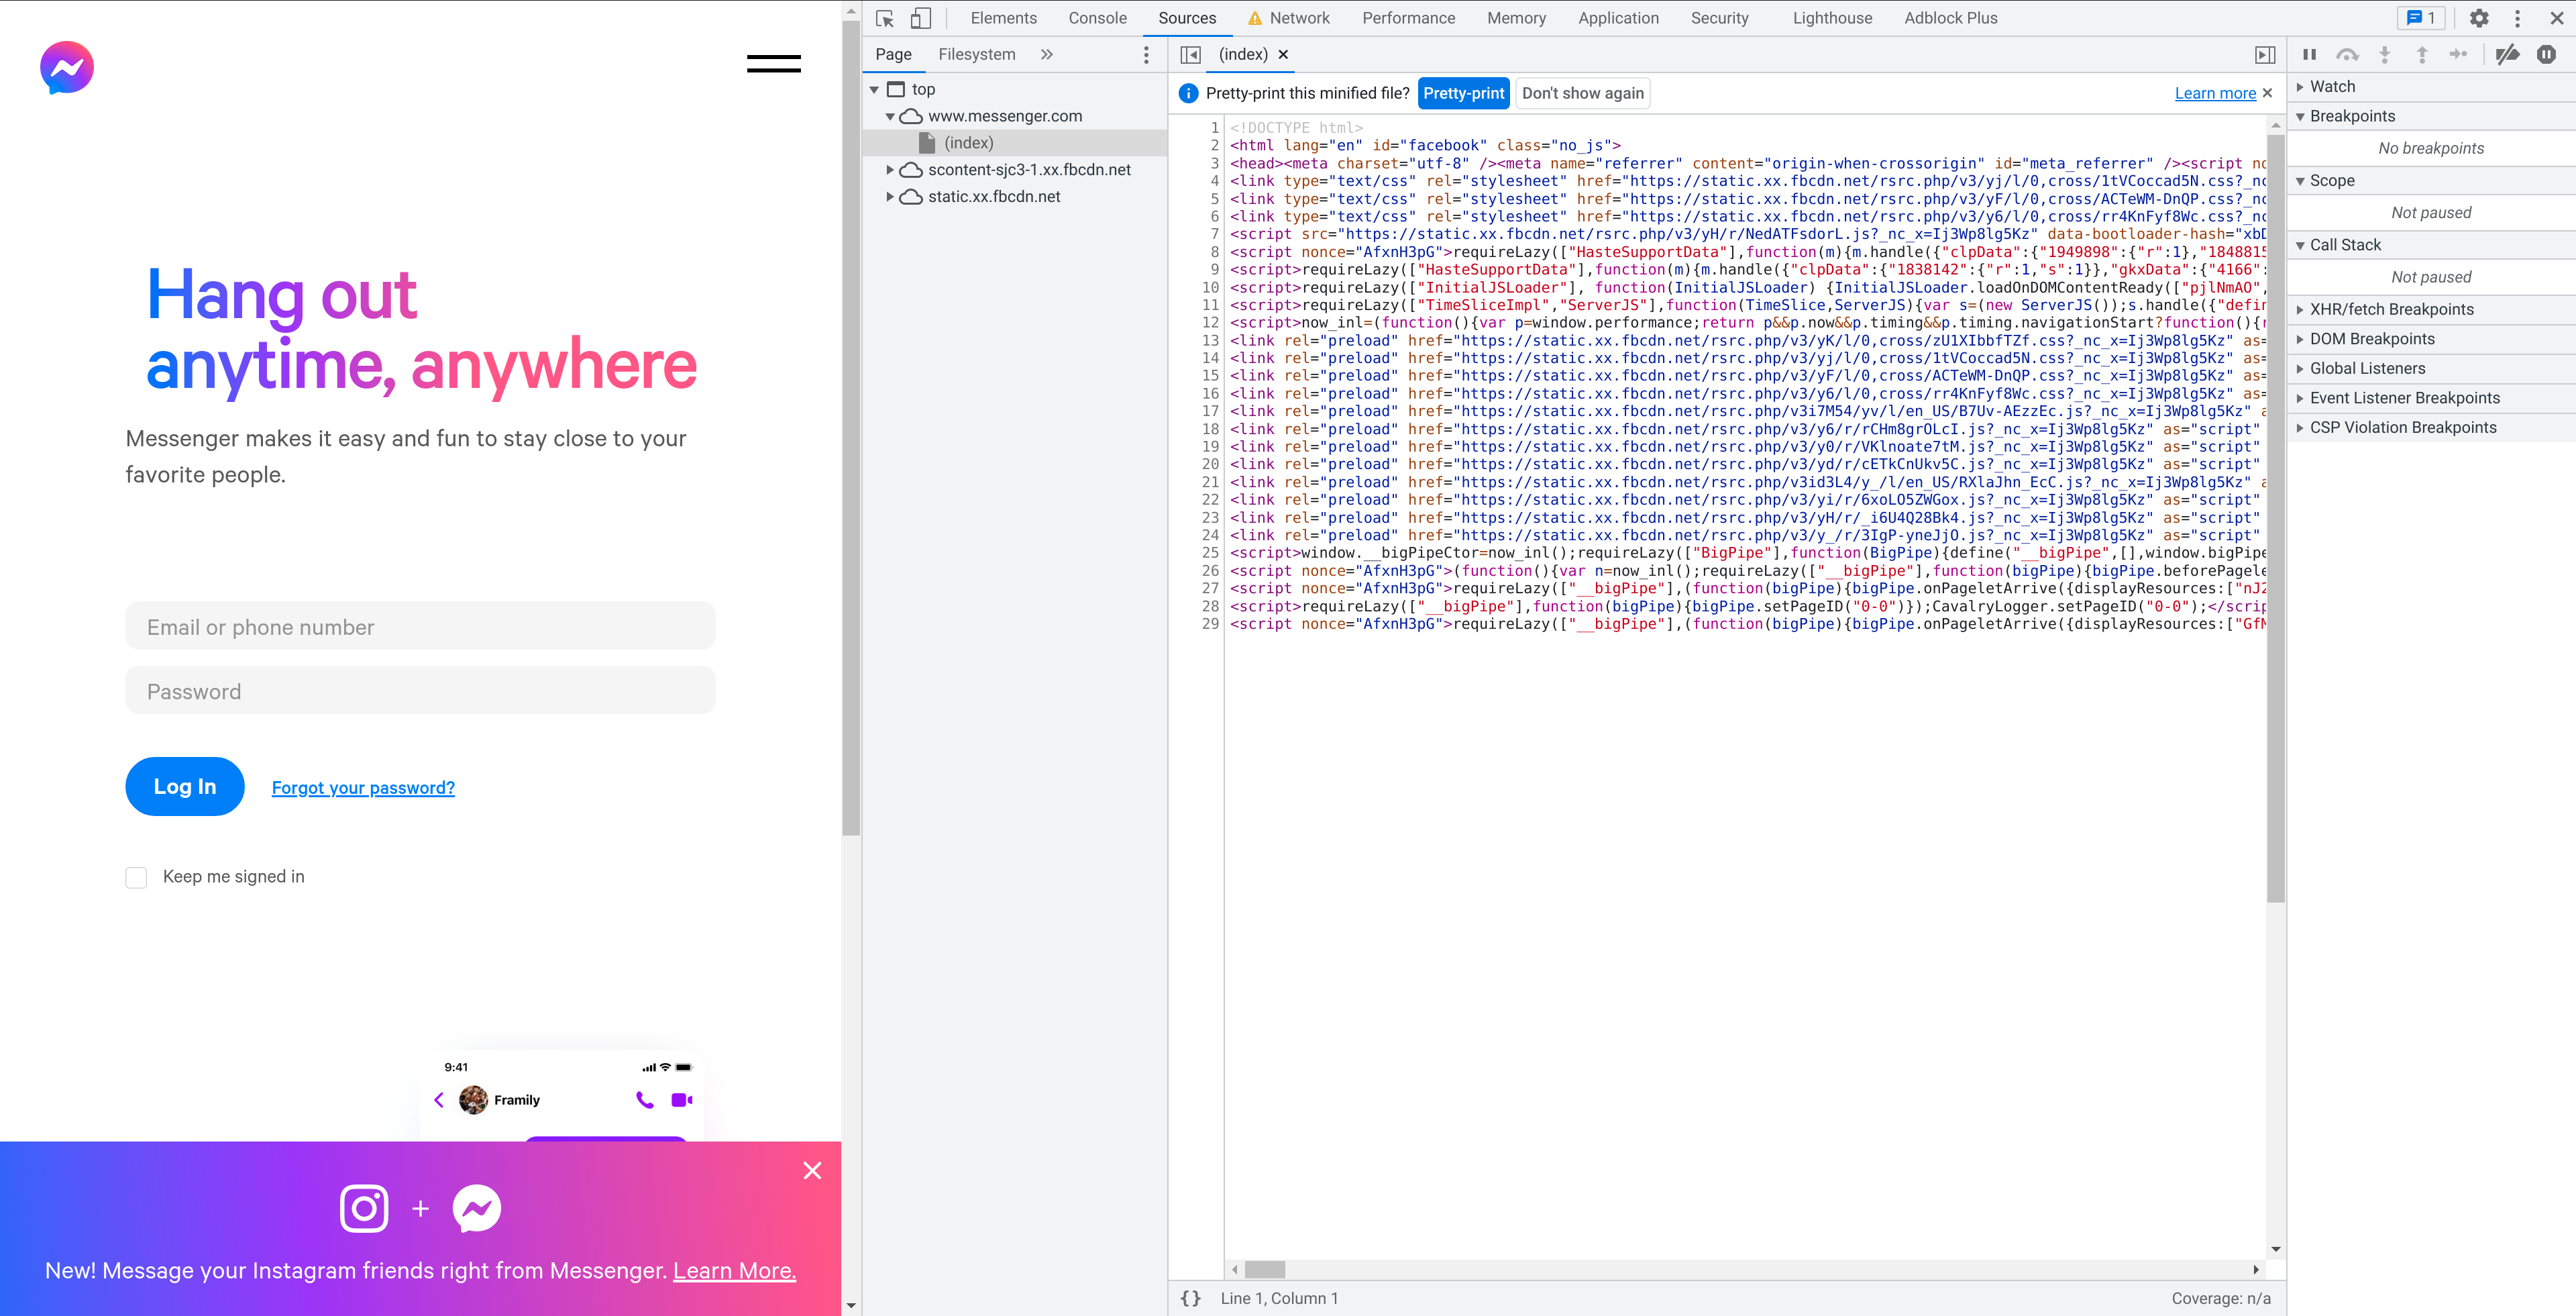 Hang out
anytime, anywhere
Messenger makes it easy and fun to stay close to your
favorite people.
Email or phone number
Password
Log In
Forgot your password?
Keep me signed in
9:41
Framily
New! Message your Instagram friends right from Messenger. Learn More.
Elements Console Sources Network Performance Memory Application Security Lighthouse Adblock Plus 1
Page Filesystem
top
www.messenger.com
(index)
scontent-sjc3-1.xx.fbcdn.net
static.xx.fbcdn.net
(index)
Pretty-print this minified file? Pretty-print Don't show again Learn more
1 <!DOCTYPE html>
2 <html lang="en" id="facebook" class="no_js">
3 <head><meta charset="utf-8" /><meta name="referrer" content="origin-when-crossorigin" id="meta_referrer" /><script no
4 <link type="text/css" rel="stylesheet" href="https://static.xx.fbcdn.net/rsrc.php/v3/yj/l/0,cross/1tVCoccad5N.css?_nc
5 <link type="text/css" rel="stylesheet" href="https://static.xx.fbcdn.net/rsrc.php/v3/yF/l/0,cross/ACTeWM-DnQP.css?_nc
6 <link type="text/css" rel="stylesheet" href="https://static.xx.fbcdn.net/rsrc.php/v3/y6/l/0,cross/rr4KnFyf8Wc.css?_nc
7 <script src="https://static.xx.fbcdn.net/rsrc.php/v3/yH/r/NedATFsdorL.js?_nc_x=Ij3Wp8lg5Kz" data-bootloader-hash="xbD
8 <script nonce="AfxnH3pG">requireLazy(["HasteSupportData"],function(m){m.handle({"clpData":{"1949898":{"r":1},"1848815
9 <script>requireLazy(["HasteSupportData"],function(m){m.handle({"clpData":{"1838142":{"r":1,"s":1}},"gkxData":{"4166":
10 <script>requireLazy(["InitialJSLoader"], function(InitialJSLoader) {InitialJSLoader.loadOnDOMContentReady(["pjlNmAO",
11 <script>requireLazy(["TimeSliceImpl","ServerJS"],function(TimeSlice,ServerJS){var s=(new ServerJS());s.handle({"defin
12 <script>now_inl=(function(){var p=window.performance;return p&&p.now&&p.timing&&p.timing.navigationStart?function(){r
13 <link rel="preload" href="https://static.xx.fbcdn.net/rsrc.php/v3/yK/l/0,cross/zU1XIbbfTZf.css?_nc_x=Ij3Wp8lg5Kz" as=
14 <link rel="preload" href="https://static.xx.fbcdn.net/rsrc.php/v3/yj/l/0,cross/1tVCoccad5N.css?_nc_x=Ij3Wp8lg5Kz" as=
15 <link rel="preload" href="https://static.xx.fbcdn.net/rsrc.php/v3/yF/l/0,cross/ACTeWM-DnQP.css?_nc_x=Ij3Wp8lg5Kz" as=
16 <link rel="preload" href="https://static.xx.fbcdn.net/rsrc.php/v3/y6/l/0,cross/rr4KnFyf8Wc.css?_nc_x=Ij3Wp8lg5Kz" as=
17 <link rel="preload" href="https://static.xx.fbcdn.net/rsrc.php/v3i7M54/yv/l/en_US/B7Uv-AEzzEc.js?_nc_x=Ij3Wp8lg5Kz" a
18 <link rel="preload" href="https://static.xx.fbcdn.net/rsrc.php/v3/y6/r/rCHm8grOLcI.js?_nc_x=Ij3Wp8lg5Kz" as="script"
19 <link rel="preload" href="https://static.xx.fbcdn.net/rsrc.php/v3/y0/r/VKlnoate7tM.js?_nc_x=Ij3Wp8lg5Kz" as="script"
20 <link rel="preload" href="https://static.xx.fbcdn.net/rsrc.php/v3/yd/r/cETkCnUkv5C.js?_nc_x=Ij3Wp8lg5Kz" as="script"
21 <link rel="preload" href="https://static.xx.fbcdn.net/rsrc.php/v3id3L4/y_/l/en_US/RXlaJhn_EcC.js?_nc_x=Ij3Wp8lg5Kz" a
22 <link rel="preload" href="https://static.xx.fbcdn.net/rsrc.php/v3/yi/r/6xoLO5ZWGox.js?_nc_x=Ij3Wp8lg5Kz" as="script"
23 <link rel="preload" href="https://static.xx.fbcdn.net/rsrc.php/v3/yH/r/_i6U4Q28Bk4.js?_nc_x=Ij3Wp8lg5Kz" as="script"
24 <link rel="preload" href="https://static.xx.fbcdn.net/rsrc.php/v3/y_/r/3IgP-yneJjO.js?_nc_x=Ij3Wp8lg5Kz" as="script"
25 <script>window.__bigPipeCtor=now_inl();requireLazy(["BigPipe"],function(BigPipe){define("__bigPipe",[],window.bigPipe
26 <script nonce="AfxnH3pG">(function(){var n=now_inl();requireLazy(["__bigPipe"],function(bigPipe){bigPipe.beforePagele
27 <script nonce="AfxnH3pG">requireLazy(["__bigPipe"],(function(bigPipe){bigPipe.onPageletArrive({displayResources:["nJ2
28 <script>requireLazy(["__bigPipe"],function(bigPipe){bigPipe.setPageID("0-0")});CavalryLogger.setPageID("0-0");</scrip
29 <script nonce="AfxnH3pG">requireLazy(["__bigPipe"],(function(bigPipe){bigPipe.onPageletArrive({displayResources:["GfM
{} Line 1, Column 1 Coverage: n/a
Watch
Breakpoints
No breakpoints
Scope
Not paused
Call Stack
Not paused
XHR/fetch Breakpoints
DOM Breakpoints
Global Listeners
Event Listener Breakpoints
CSP Violation Breakpoints